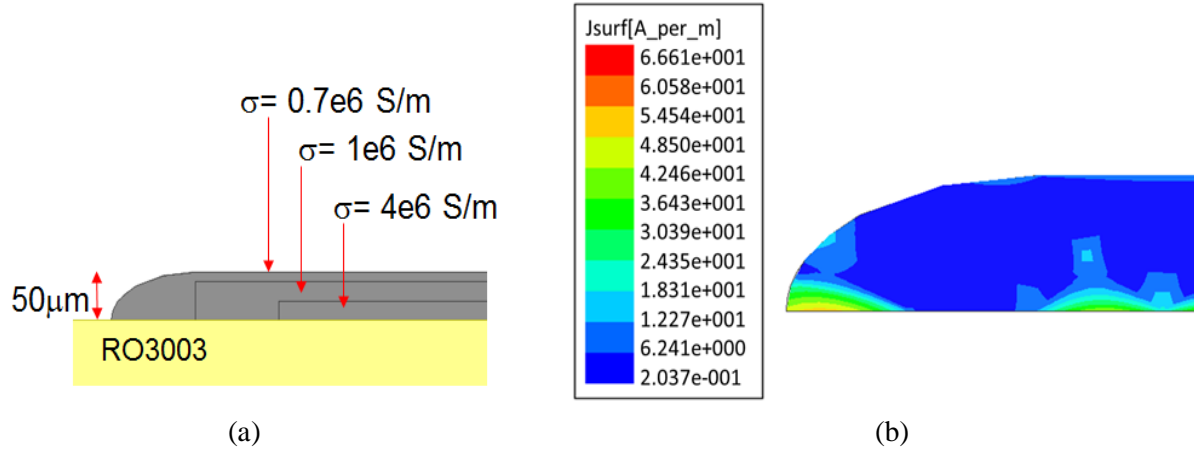 σ= 0.7e6 S/m
σ= 1e6 S/m
σ= 4e6 S/m
50μm
RO3003
(a)
Jsurf[A_per_m]
6.661e+001
6.058e+001
5.454e+001
4.850e+001
4.246e+001
3.643e+001
3.039e+001
2.435e+001
1.831e+001
1.227e+001
6.241e+000
2.037e-001
(b)